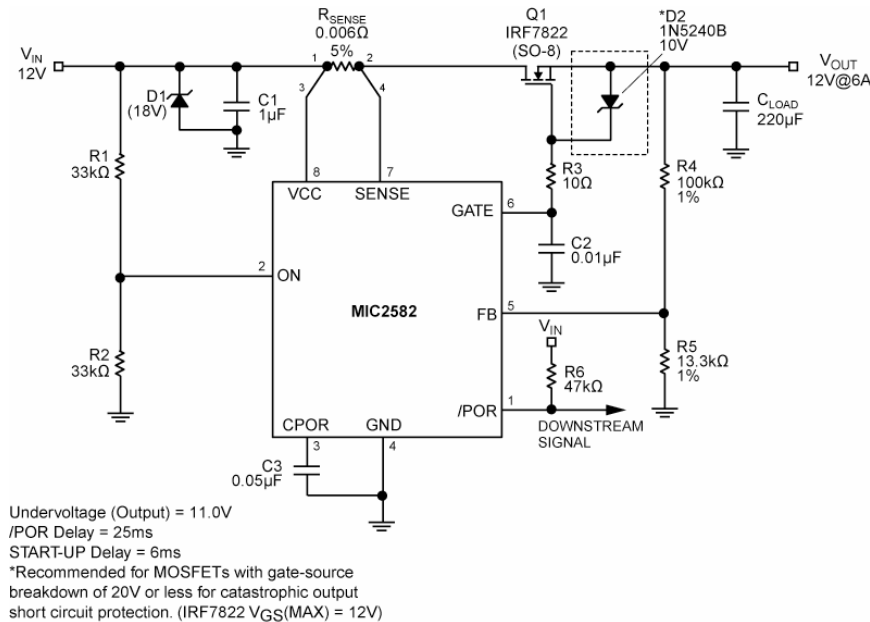 R_SENSE
0.006Ω
5%
Q1
IRF7822
(SO-8)
*D2
1N5240B
10V
V_IN
12V
1
2
V_OUT
12V@6A
3
4
D1
(18V)
C1
1µF
C_LOAD
220µF
R1
33kΩ
8
7
VCC
SENSE
R3
10Ω
R4
100kΩ
1%
GATE
6
C2
0.01µF
2
ON
MIC2582
FB
5
V_IN
R2
33kΩ
R6
47kΩ
R5
13.3kΩ
1%
/POR
1
DOWNSTREAM
SIGNAL
CPOR
GND
3
4
C3
0.05µF
Undervoltage (Output) = 11.0V
/POR Delay = 25ms
START-UP Delay = 6ms
*Recommended for MOSFETs with gate-source
breakdown of 20V or less for catastrophic output
short circuit protection. (IRF7822 V_GS(MAX) = 12V)